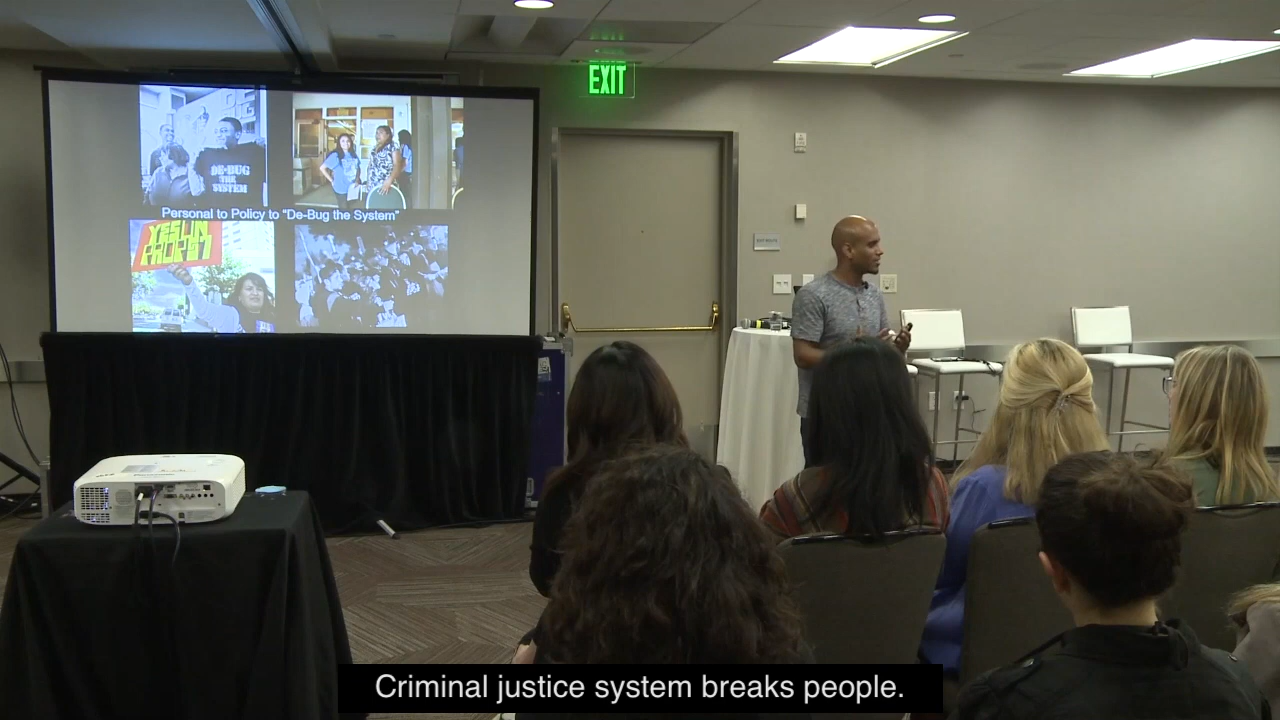 EXIT
DE-BUG
THE
SYSTEM
Personal to Policy to "De-Bug the System"
YES ON
PROP 57
Criminal justice system breaks people.